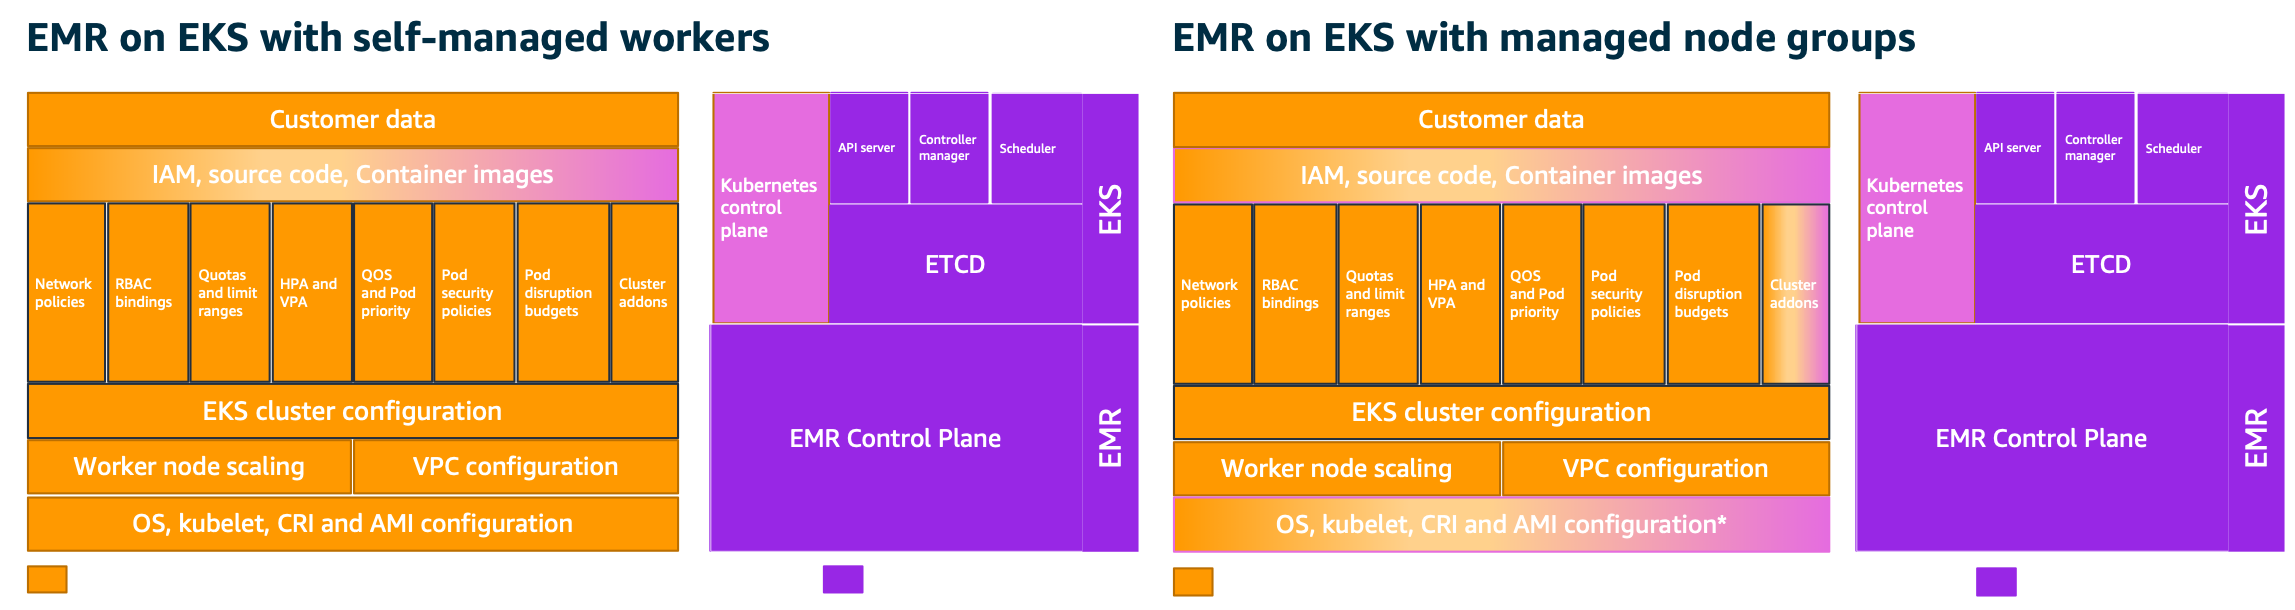 EMR on EKS with self-managed workers
Customer data
IAM, source code, Container images
Network
policies
RBAC
bindings
Quotas
and limit
ranges
HPA and
VPA
QOS
and Pod
priority
Pod
security
policies
Pod
disruption
budgets
Cluster
addons
EKS cluster configuration
Worker node scaling
VPC configuration
OS, kubelet, CRI and AMI configuration
Kubernetes
control
plane
API server
Controller
manager
Scheduler
ETCD
EKS
EMR Control Plane
EMR
EMR on EKS with managed node groups
Customer data
IAM, source code, Container images
Network
policies
RBAC
bindings
Quotas
and limit
ranges
HPA and
VPA
QOS
and Pod
priority
Pod
security
policies
Pod
disruption
budgets
Cluster
addons
EKS cluster configuration
Worker node scaling
VPC configuration
OS, kubelet, CRI and AMI configuration*
Kubernetes
control
plane
API server
Controller
manager
Scheduler
ETCD
EKS
EMR Control Plane
EMR